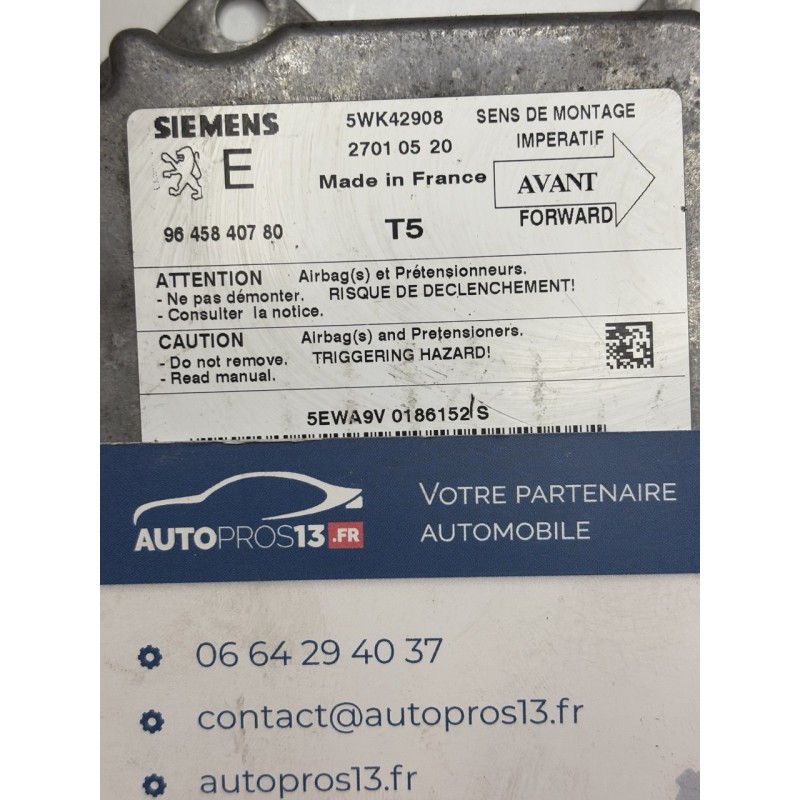 SIEMENS
5WK42908
SENS DE MONTAGE
IMPERATIF
E
2701 05 20
Made in France
AVANT
FORWARD
96 458 407 80
T5
ATTENTION Airbag(s) et Prétensionneurs.
- Ne pas démonter. RISQUE DE DECLENCHEMENT!
- Consulter la notice.
CAUTION Airbag(s) and Pretensioners.
- Do not remove. TRIGGERING HAZARD!
- Read manual.
5EWA9V 0186152 S
AUTOPROS13.FR
VOTRE PARTENAIRE
AUTOMOBILE
06 64 29 40 37
contact@autopros13.fr
autopros13.fr